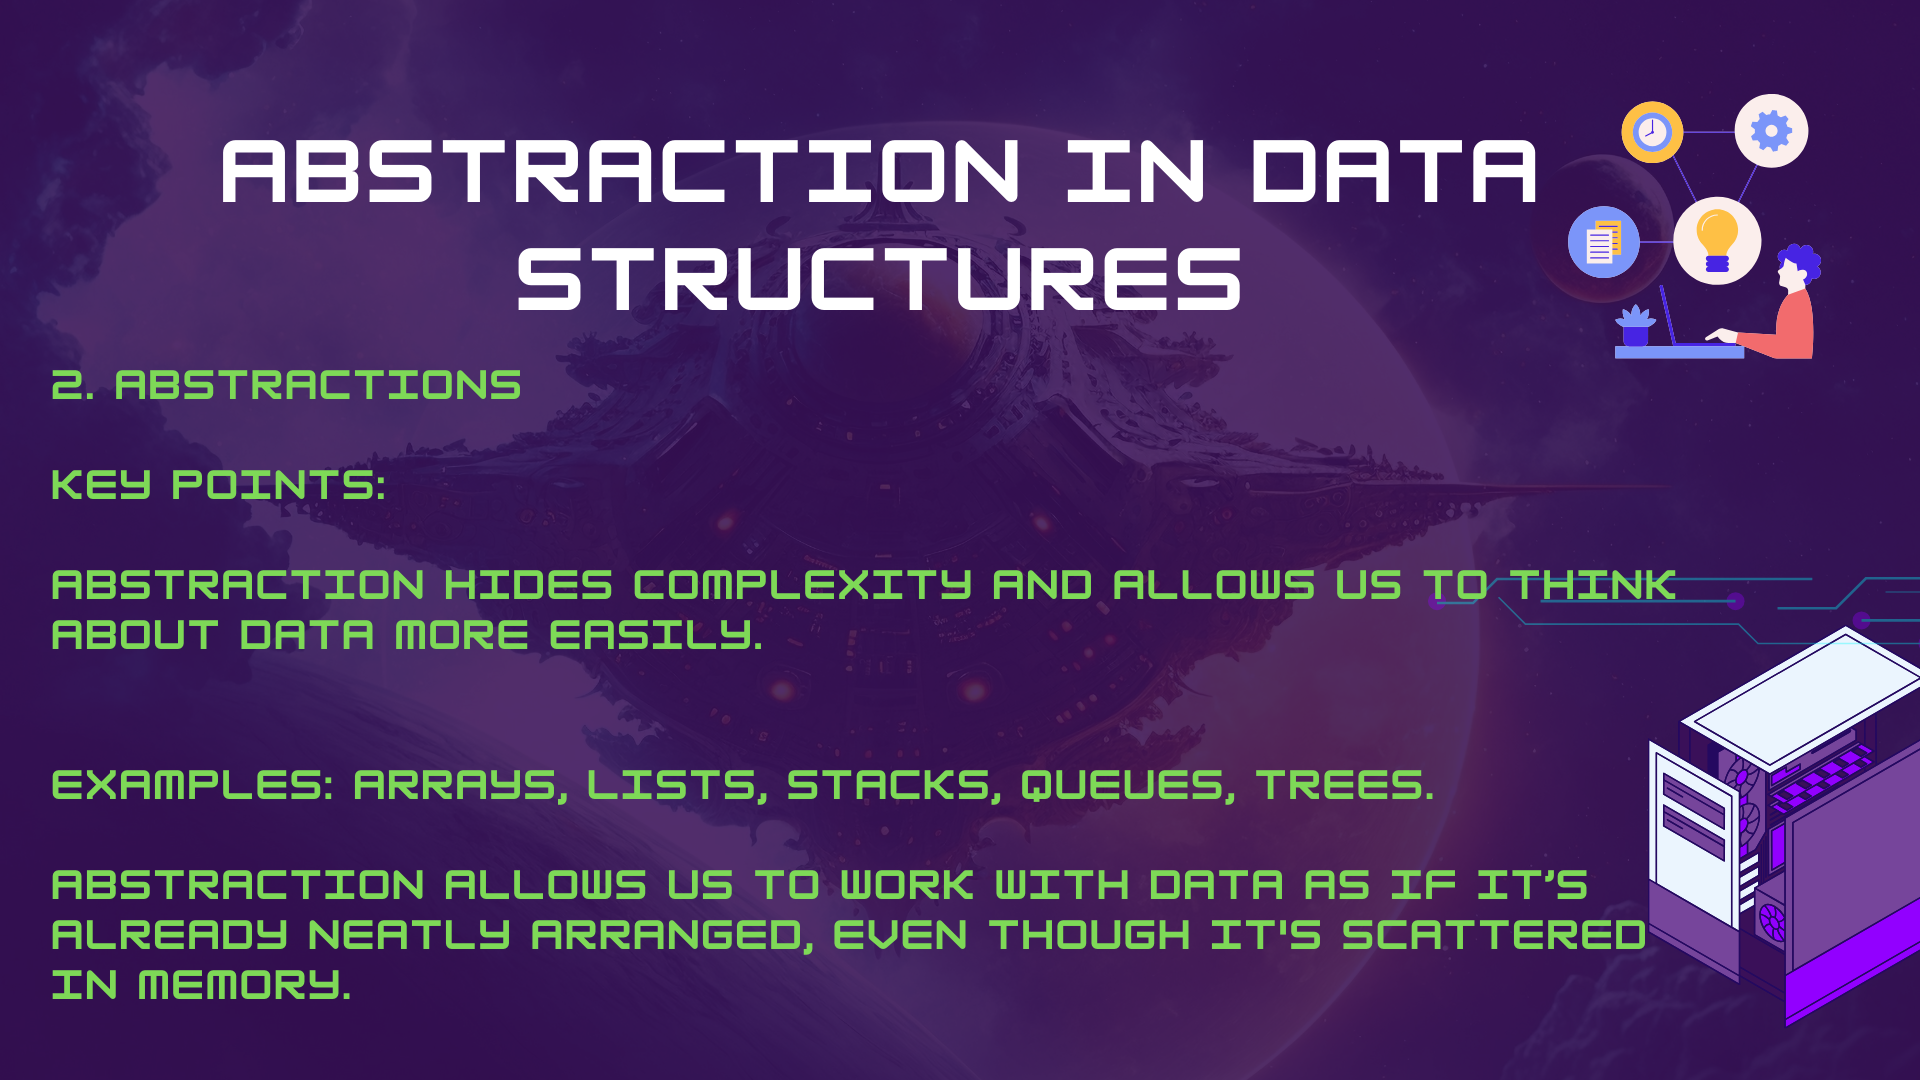 ABSTRACTION IN DATA
STRUCTURES
2. ABSTRACTIONS
KEY POINTS:
ABSTRACTION HIDES COMPLEXITY AND ALLOWS US TO THINK
ABOUT DATA MORE EASILY.
EXAMPLES: ARRAYS, LISTS, STACKS, QUEUES, TREES.
ABSTRACTION ALLOWS US TO WORK WITH DATA AS IF IT’S
ALREADY NEATLY ARRANGED, EVEN THOUGH IT'S SCATTERED
IN MEMORY.